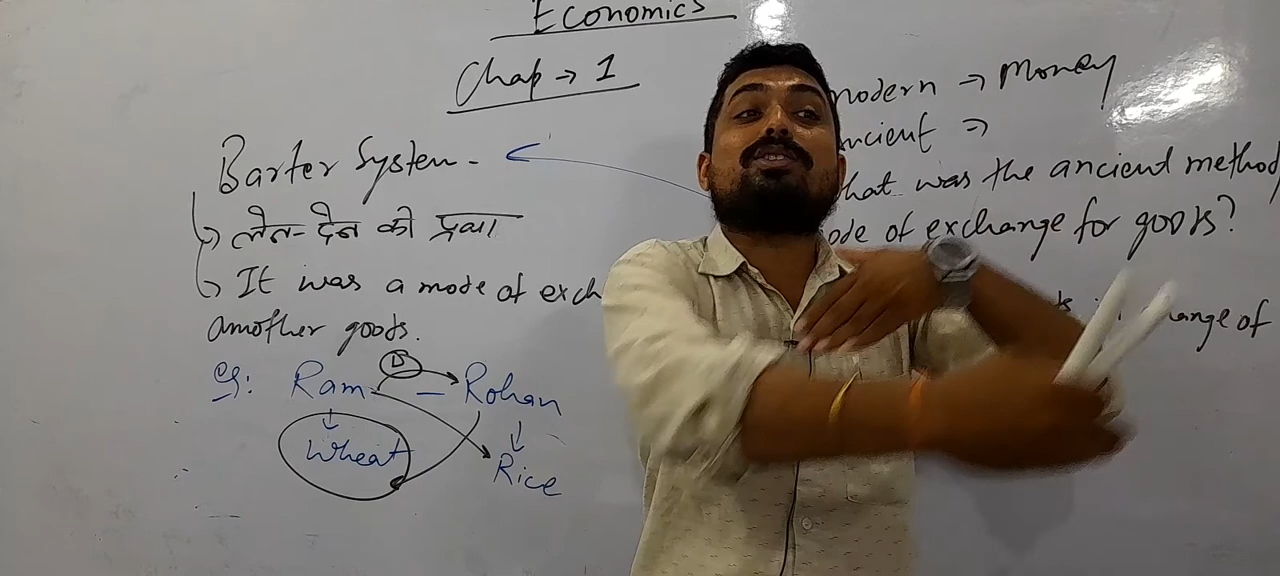 Economics
Chap → 1
Barter System -
↳ लेन-देन की प्रथा
↳ It was a mode of exch
another goods.
eg: Ram — Rohan
↓ ↓
Wheat Rice
modern → Money
ncient →
hat was the ancient method
ode of exchange for goods?
ange of